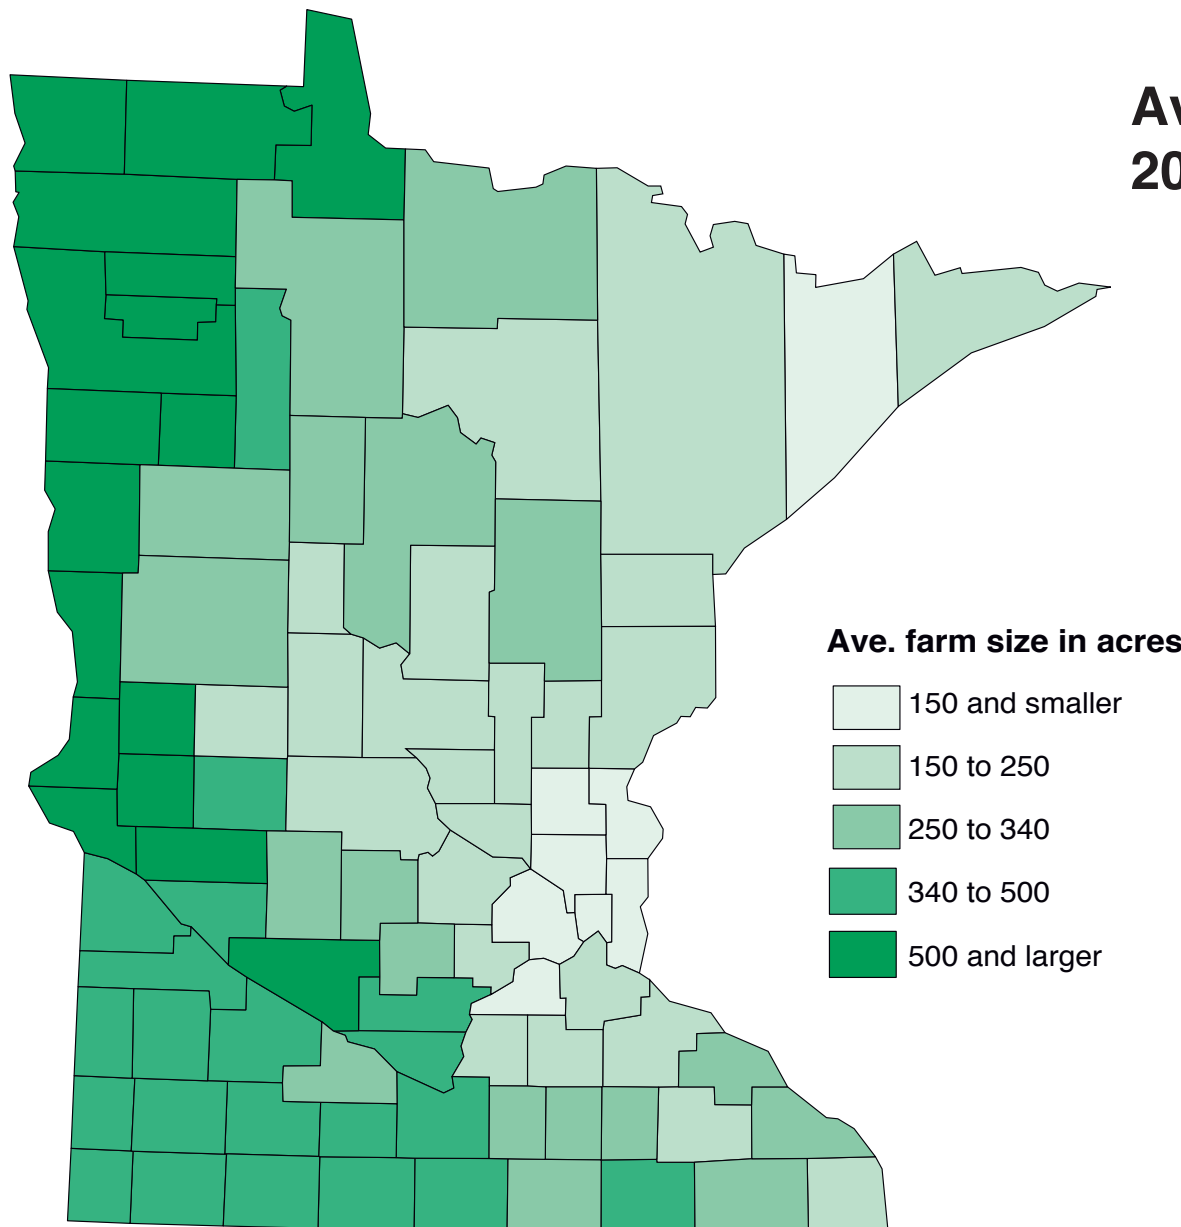 Ave. farm size in acres
150 and smaller
150 to 250
250 to 340
340 to 500
500 and larger